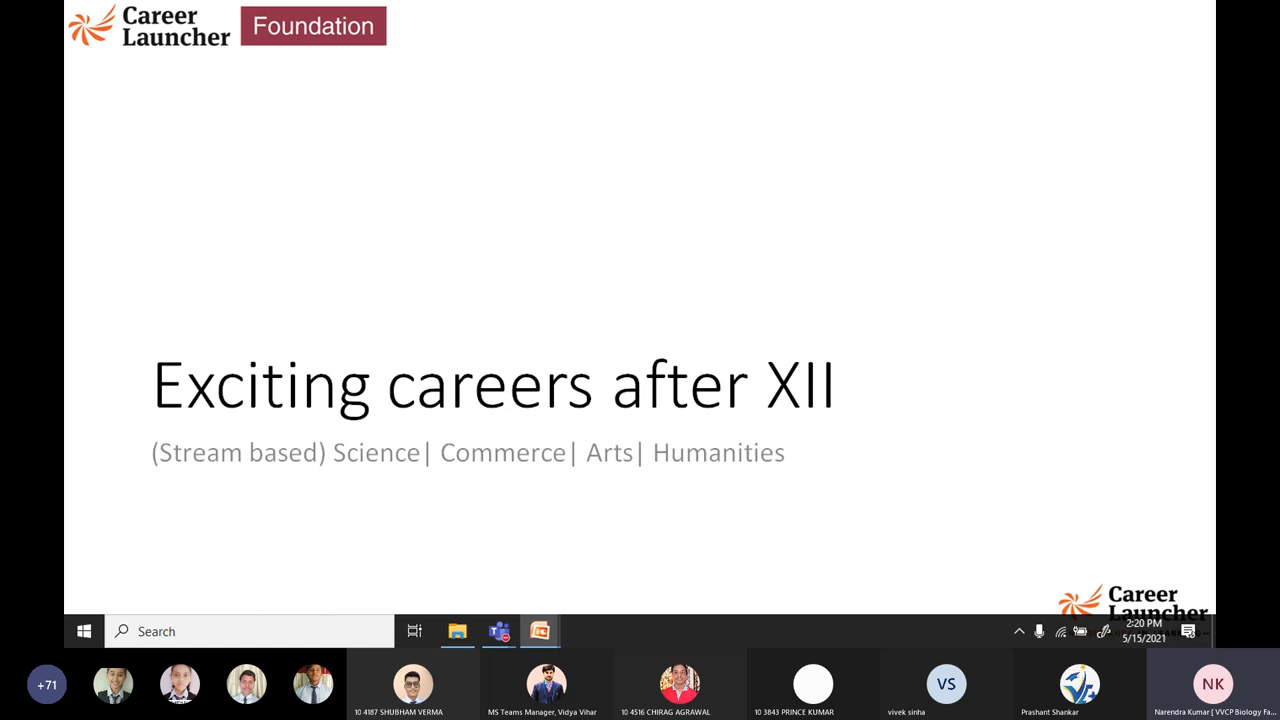 Career
Launcher
Foundation
Exciting careers after XII
(Stream based) Science| Commerce| Arts| Humanities
Career
Launcher
Search
2:20 PM
5/15/2021
+71
10 4187 SHUBHAM VERMA
MS Teams Manager, Vidya Vihar
10 4516 CHIRAG AGRAWAL
10 3843 PRINCE KUMAR
VS
vivek sinha
Prashant Shankar
NK
Narendra Kumar [ VVCP Biology Fa...